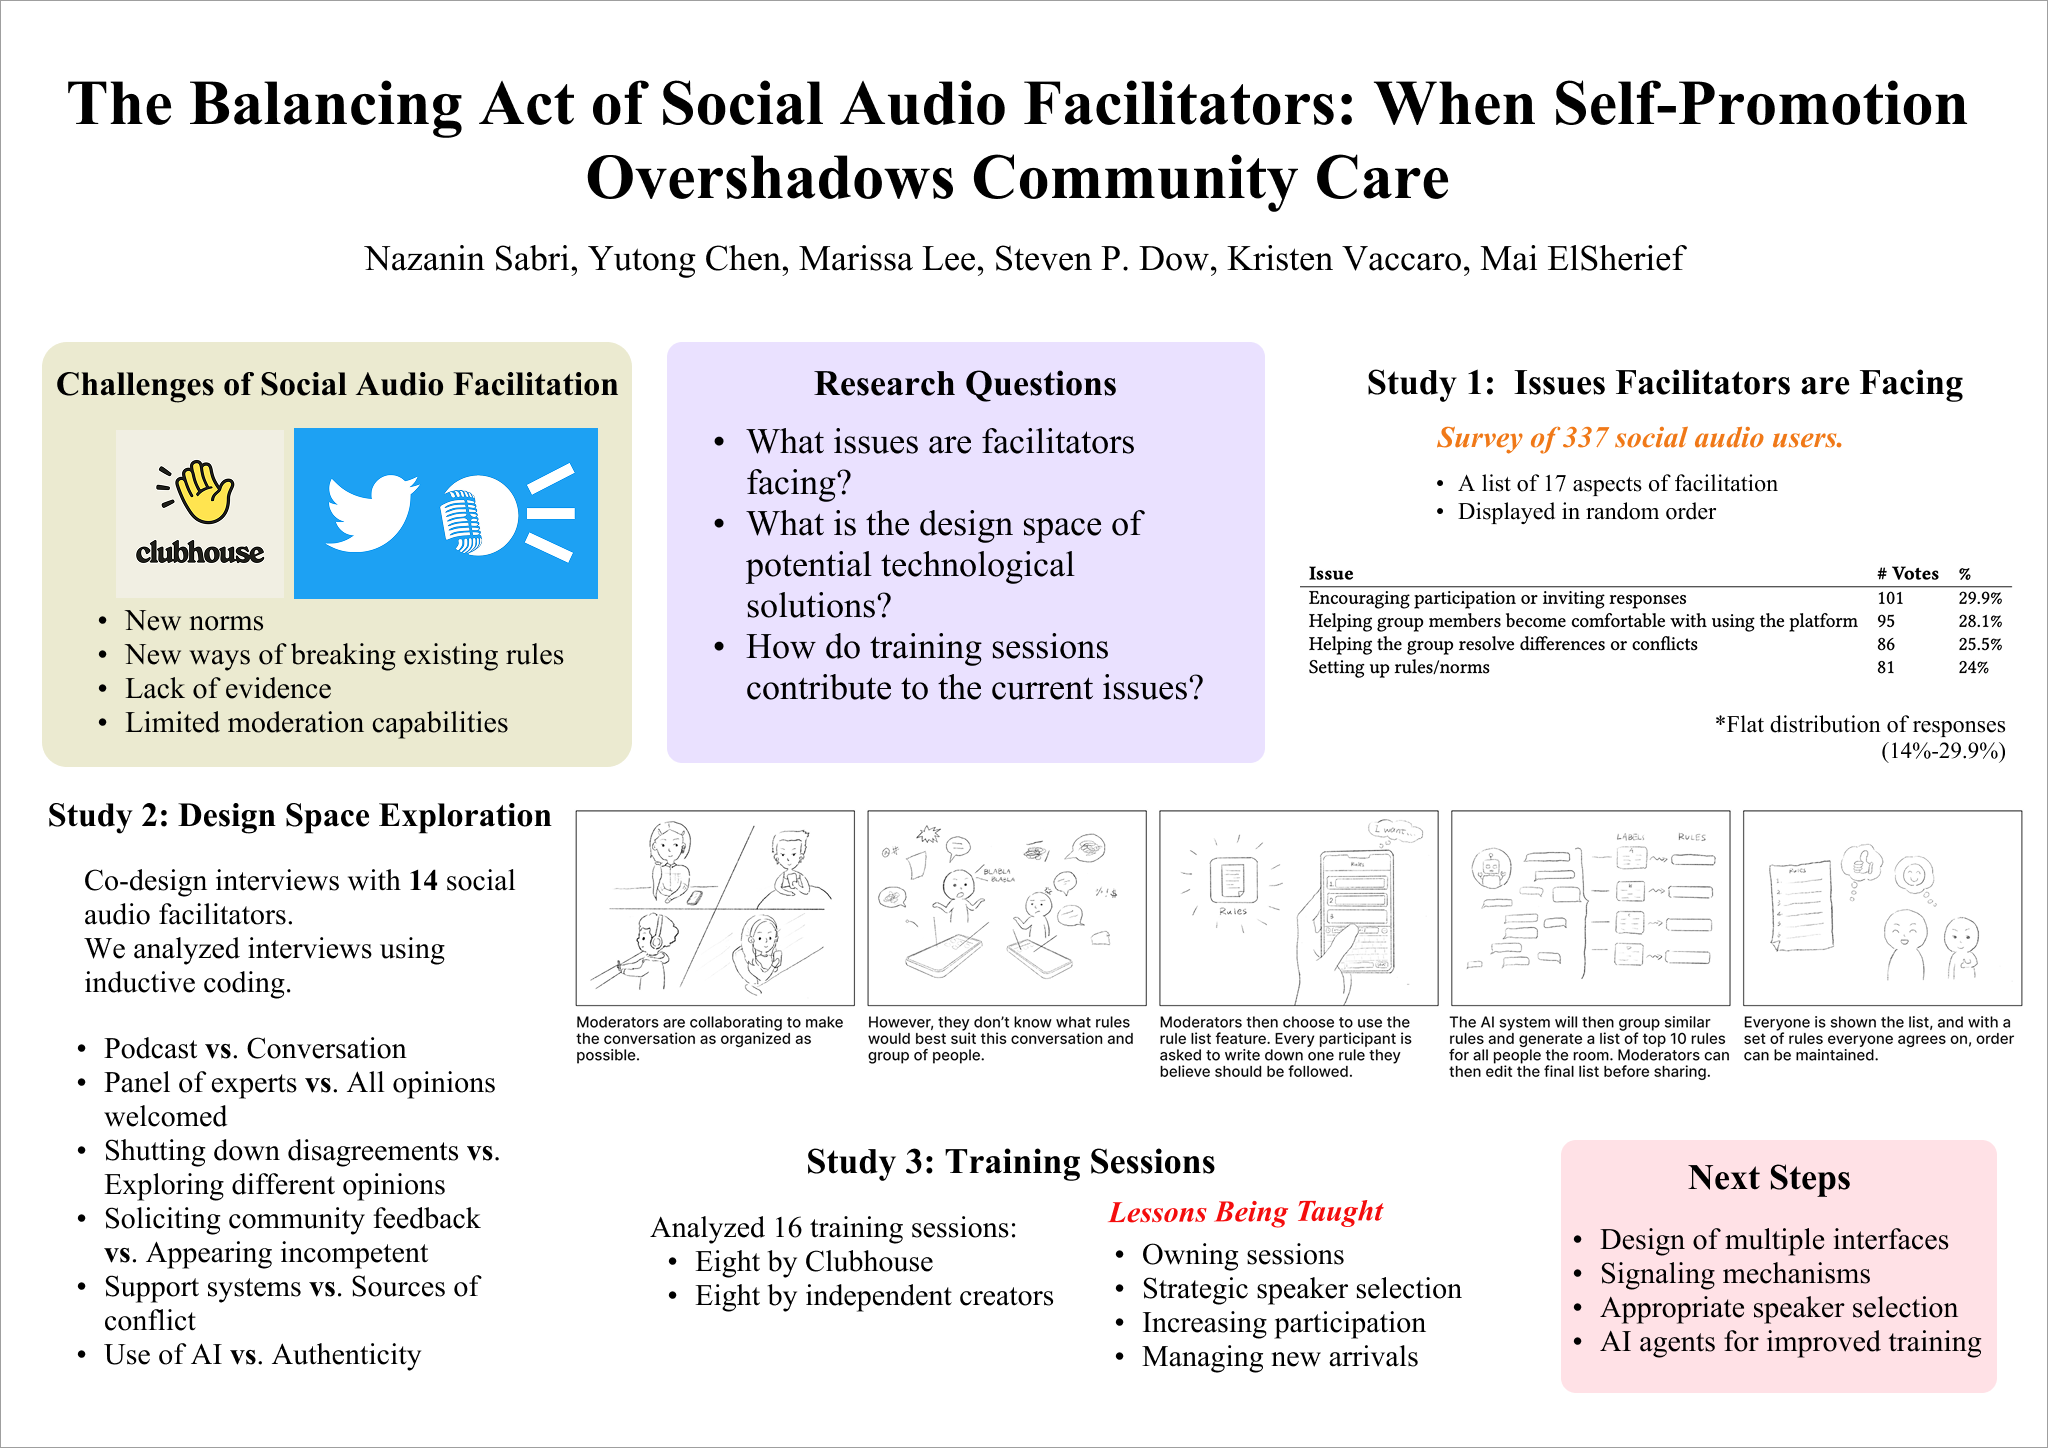 The Balancing Act of Social Audio Facilitators: When Self-Promotion
Overshadows Community Care
Nazanin Sabri, Yutong Chen, Marissa Lee, Steven P. Dow, Kristen Vaccaro, Mai ElSherief
Challenges of Social Audio Facilitation
clubhouse
• New norms
• New ways of breaking existing rules
• Lack of evidence
• Limited moderation capabilities
Research Questions
• What issues are facilitators
facing?
• What is the design space of
potential technological
solutions?
• How do training sessions
contribute to the current issues?
Study 1:  Issues Facilitators are Facing
Survey of 337 social audio users.
• A list of 17 aspects of facilitation
• Displayed in random order
Issue # Votes %
Encouraging participation or inviting responses 101 29.9%
Helping group members become comfortable with using the platform 95 28.1%
Helping the group resolve differences or conflicts 86 25.5%
Setting up rules/norms 81 24%
*Flat distribution of responses
(14%-29.9%)
Study 2: Design Space Exploration
Co-design interviews with 14 social
audio facilitators.
We analyzed interviews using
inductive coding.
• Podcast vs. Conversation
• Panel of experts vs. All opinions
welcomed
• Shutting down disagreements vs.
Exploring different opinions
• Soliciting community feedback
vs. Appearing incompetent
• Support systems vs. Sources of
conflict
• Use of AI vs. Authenticity
Moderators are collaborating to make
the conversation as organized as
possible.
@#
BLABLA
BLABLA
However, they don't know what rules
would best suit this conversation and
group of people.
I want...
Rules
Rules
1.
2.
3.
Moderators then choose to use the
rule list feature. Every participant is
asked to write down one rule they
believe should be followed.
LABELS RULES
The AI system will then group similar
rules and generate a list of top 10 rules
for all people the room. Moderators can
then edit the final list before sharing.
Rules
Everyone is shown the list, and with a
set of rules everyone agrees on, order
can be maintained.
Study 3: Training Sessions
Analyzed 16 training sessions:
• Eight by Clubhouse
• Eight by independent creators
Lessons Being Taught
• Owning sessions
• Strategic speaker selection
• Increasing participation
• Managing new arrivals
Next Steps
• Design of multiple interfaces
• Signaling mechanisms
• Appropriate speaker selection
• AI agents for improved training